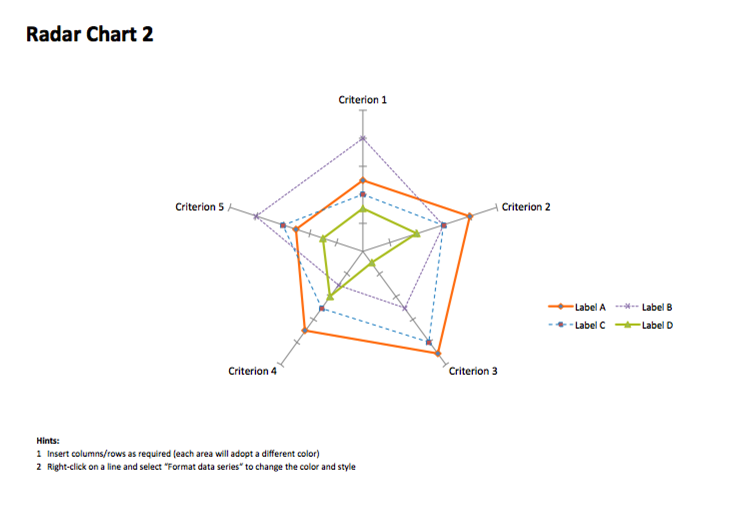 Radar Chart 2
Criterion 1
Criterion 5
Criterion 2
Label A
Label B
Label C
Label D
Criterion 4
Criterion 3
Hints:
1 Insert columns/rows as required (each area will adopt a different color)
2 Right-click on a line and select "Format data series" to change the color and style